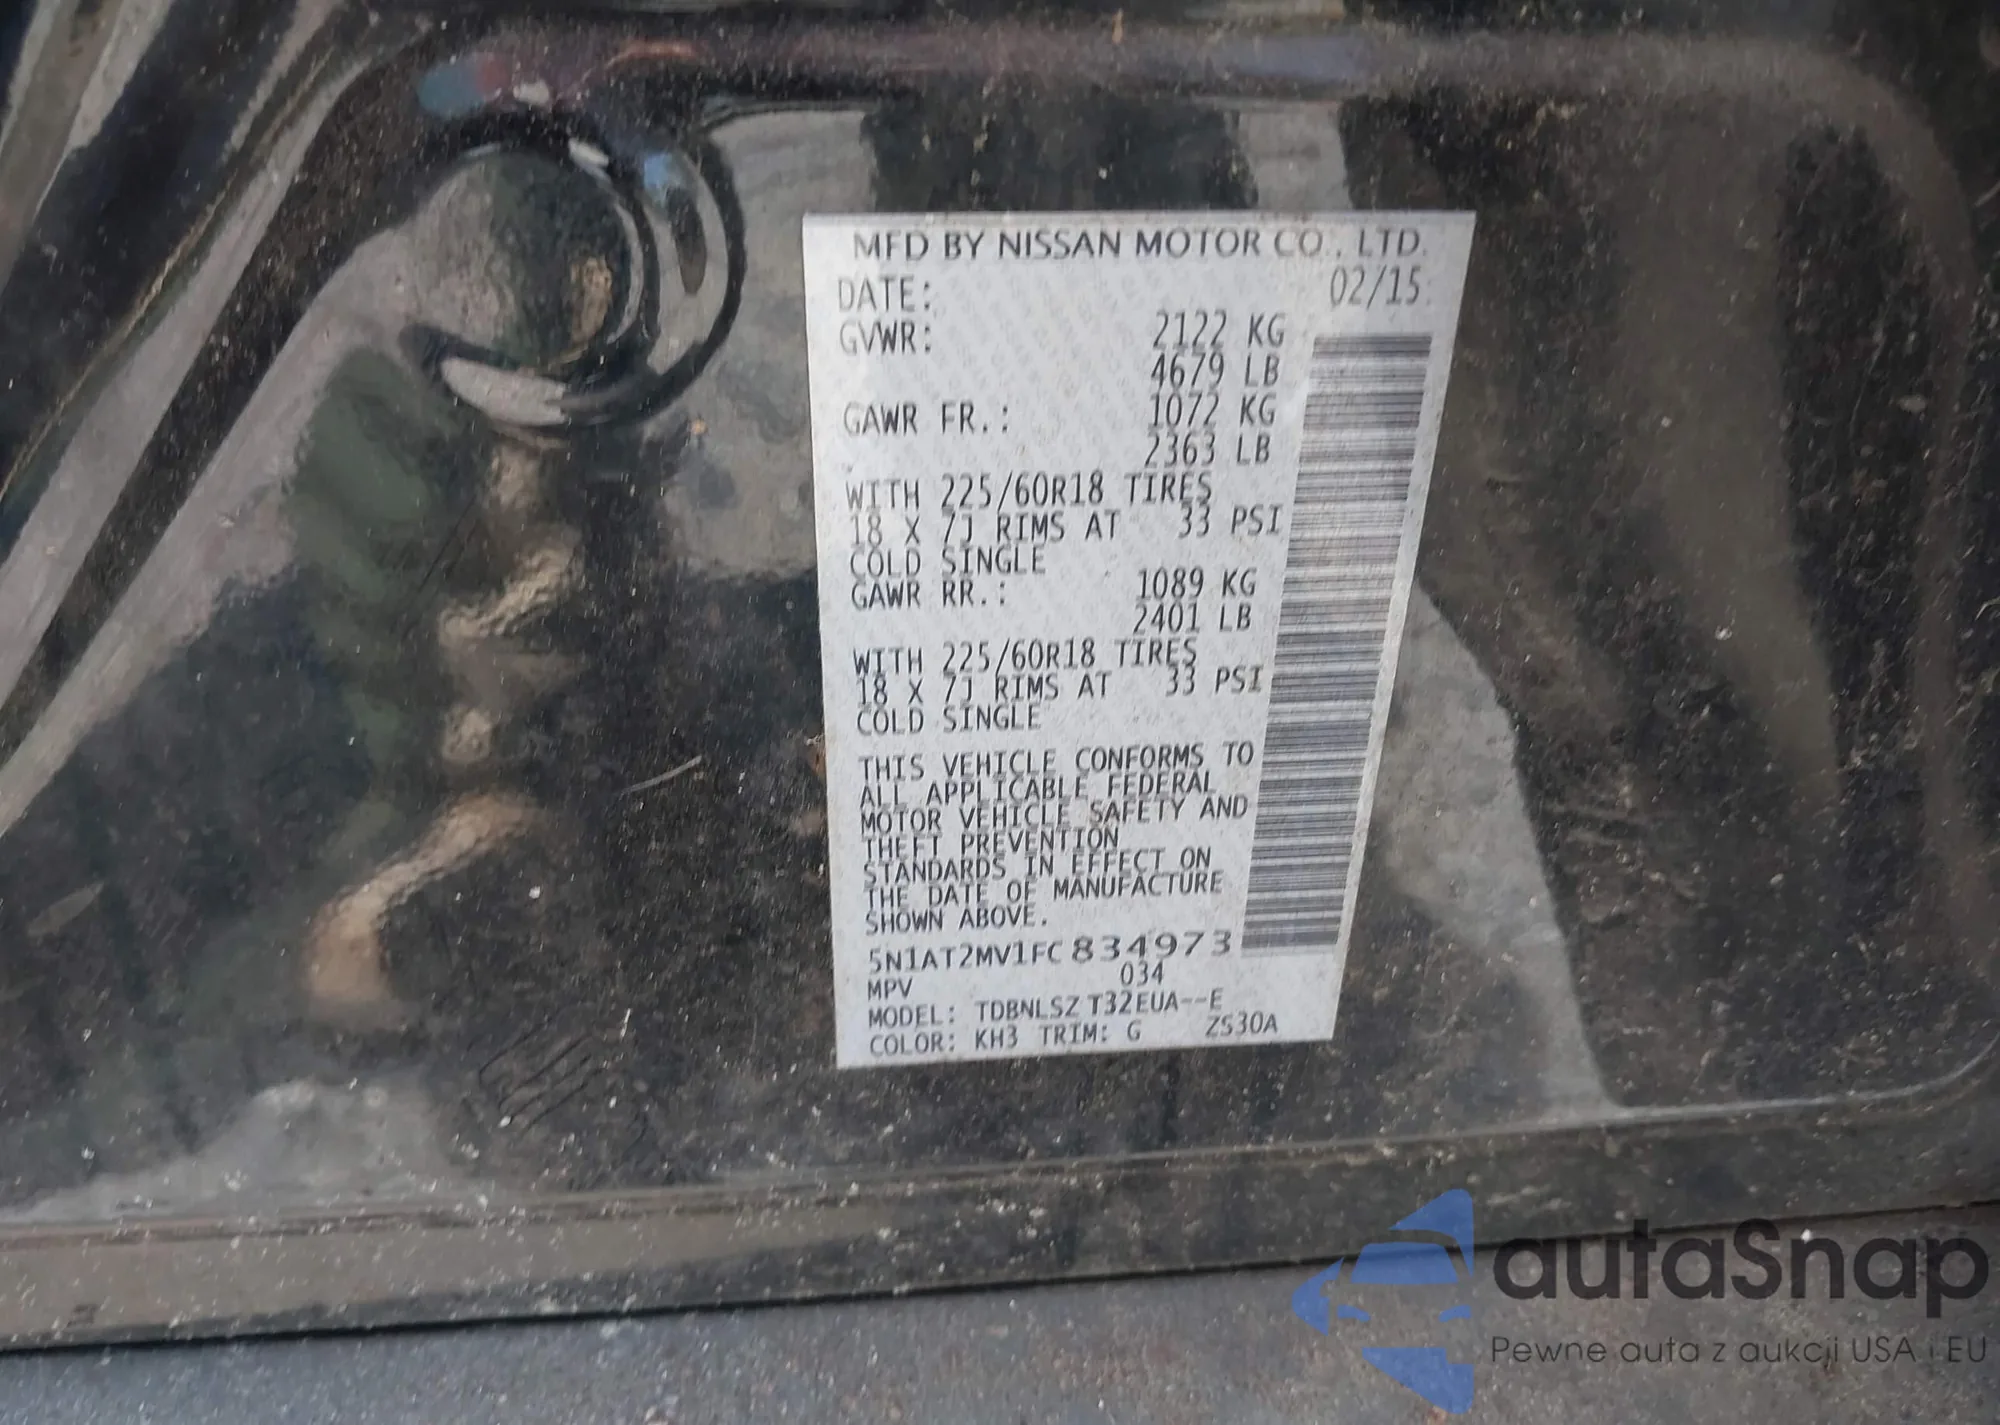 MFD BY NISSAN MOTOR CO., LTD.
DATE: 02/15
GVWR: 2122 KG
4679 LB
GAWR FR.: 1072 KG
2363 LB
WITH 225/60R18 TIRES
18 X 7J RIMS AT 33 PSI
COLD SINGLE
GAWR RR.: 1089 KG
2401 LB
WITH 225/60R18 TIRES
18 X 7J RIMS AT 33 PSI
COLD SINGLE
THIS VEHICLE CONFORMS TO
ALL APPLICABLE FEDERAL
MOTOR VEHICLE SAFETY AND
THEFT PREVENTION
STANDARDS IN EFFECT ON
THE DATE OF MANUFACTURE
SHOWN ABOVE.
5N1AT2MV1FC834973
MPV 034
MODEL: TDBNLSZ T32EUA--E
COLOR: KH3 TRIM: G ZS30A
autaSnap
Pewne auta z aukcji USA i EU